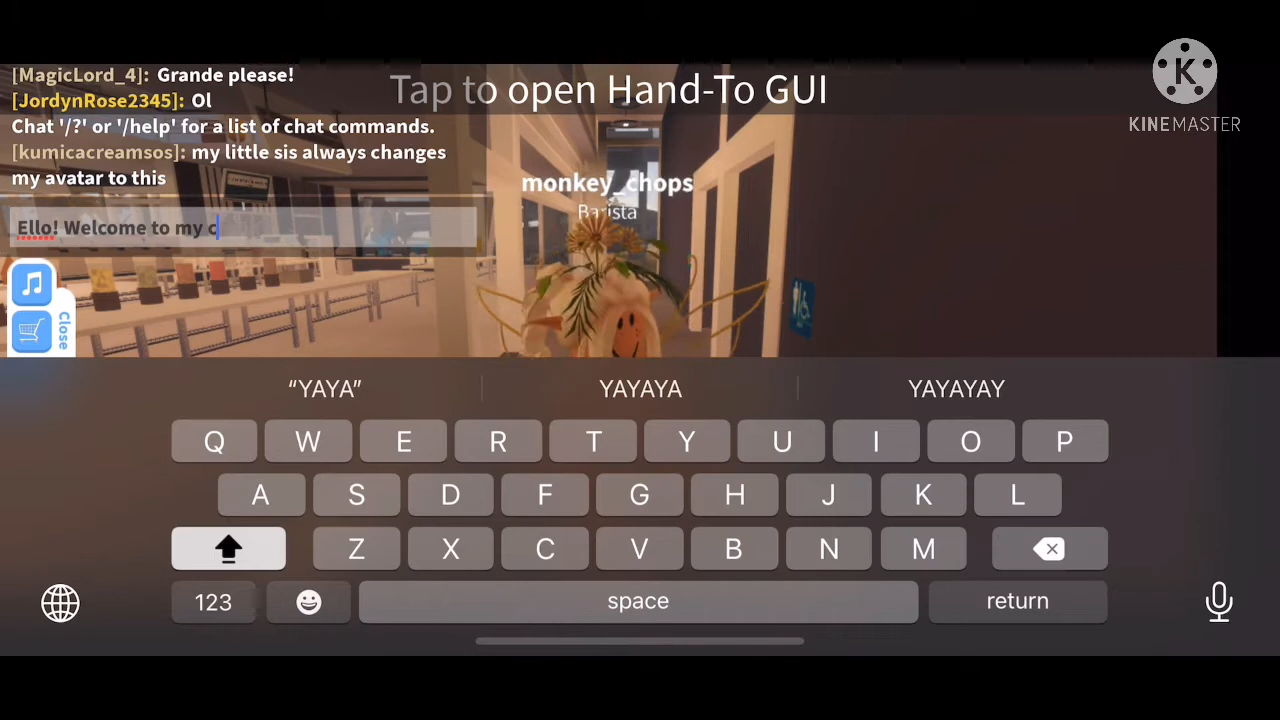 [MagicLord_4]: Grande please!
[JordynRose2345]: Ol
Chat '/?' or '/help' for a list of chat commands.
[kumicacreamsos]: my little sis always changes
my avatar to this
Ello! Welcome to my c
Tap to open Hand-To GUI
K
KINEMASTER
monkey_chops
Barista
Close
“YAYA” YAYAYA YAYAYAY
Q W E R T Y U I O P
A S D F G H J K L
Z X C V B N M
123 space return